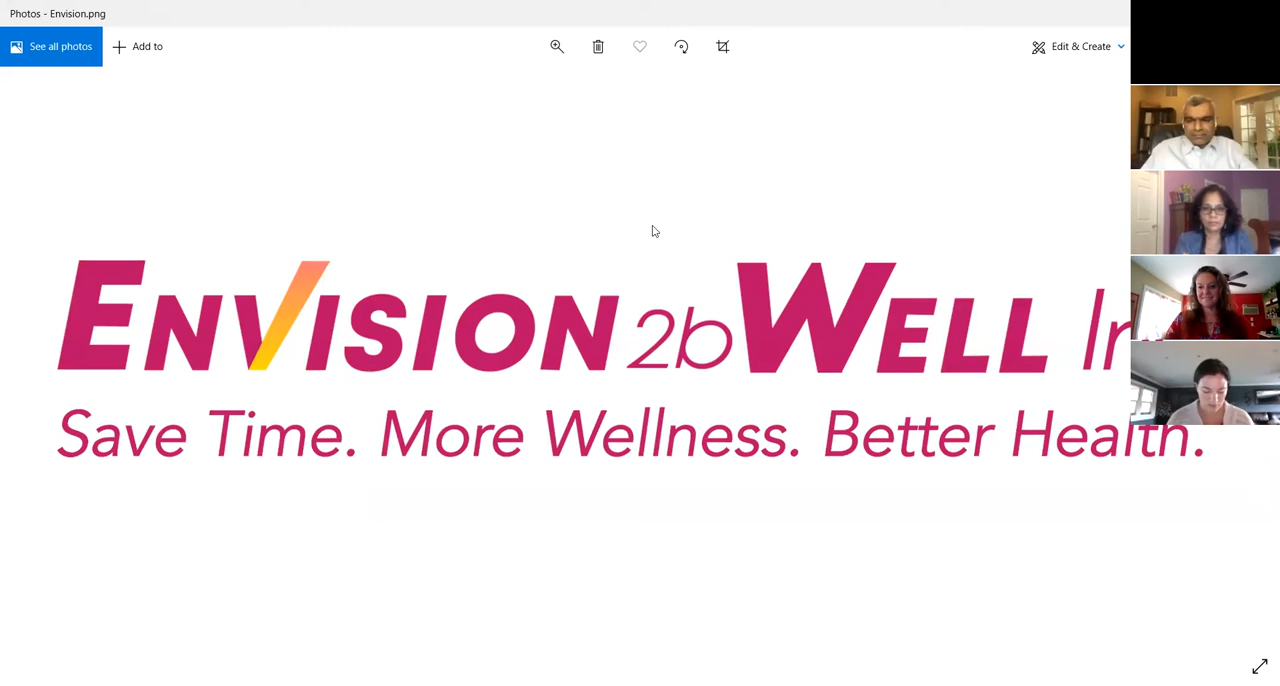 Photos - Envision.png
See all photos
Add to
Edit & Create
ENVISION 2b WELL
Save Time. More Wellness. Better Health.